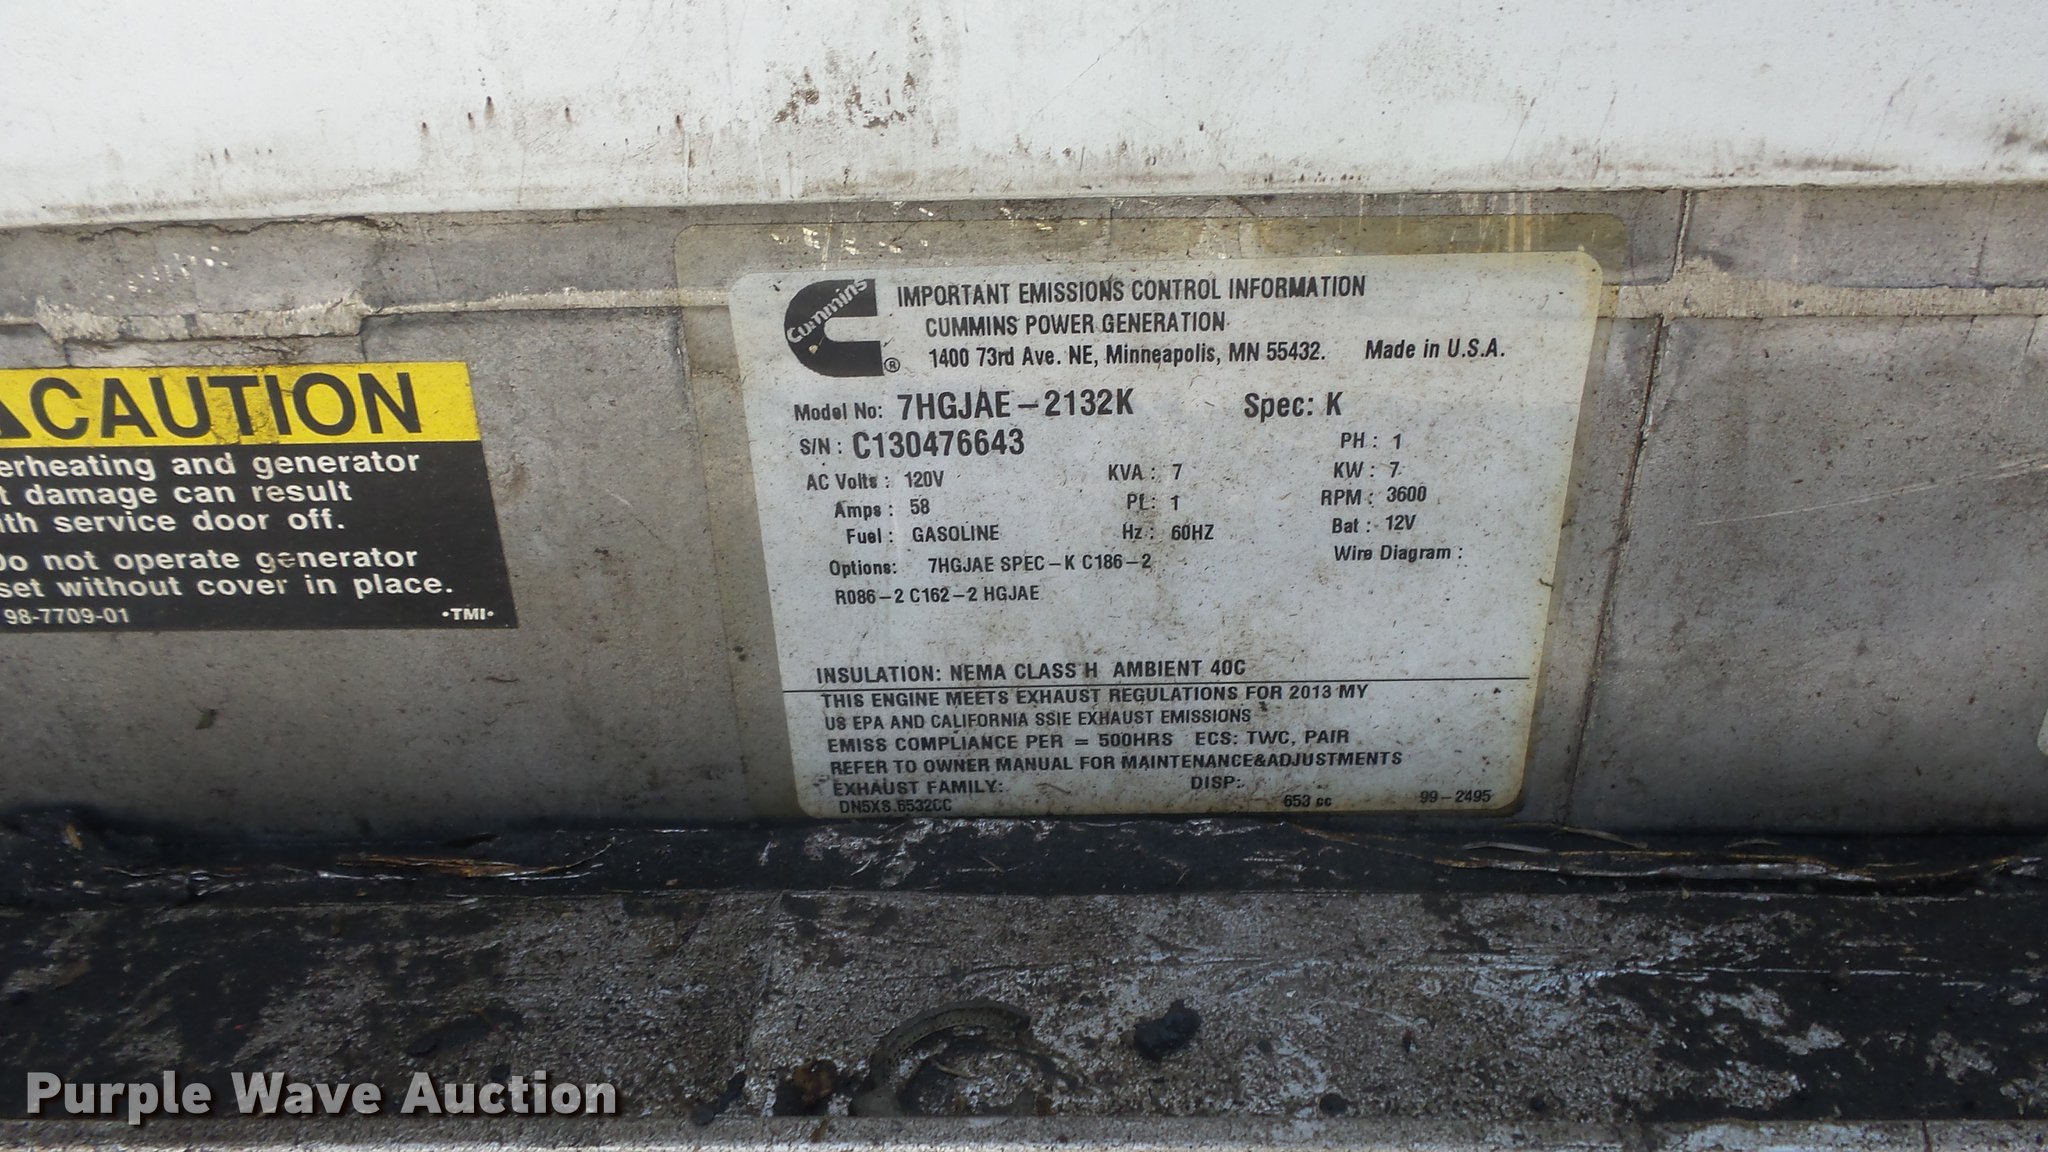 CAUTION
erheating and generator
t damage can result
ith service door off.
Do not operate generator
set without cover in place.
98-7709-01 •TMI•
Cummins ®
IMPORTANT EMISSIONS CONTROL INFORMATION
CUMMINS POWER GENERATION
1400 73rd Ave. NE, Minneapolis, MN 55432. Made in U.S.A.
Model No: 7HGJAE-2132K Spec: K
S/N: C130476643 PH: 1
AC Volts: 120V KVA: 7 KW: 7
Amps: 58 PL: 1 RPM: 3600
Fuel: GASOLINE Hz: 60HZ Bat: 12V
Options: 7HGJAE SPEC-K C186-2 Wire Diagram:
R086-2 C162-2 HGJAE
INSULATION: NEMA CLASS H AMBIENT 40C
THIS ENGINE MEETS EXHAUST REGULATIONS FOR 2013 MY
US EPA AND CALIFORNIA SSIE EXHAUST EMISSIONS
EMISS COMPLIANCE PER = 500HRS ECS: TWC, PAIR
REFER TO OWNER MANUAL FOR MAINTENANCE&ADJUSTMENTS
EXHAUST FAMILY: DISP:
DN5XS.6532CC 653 cc 99-2495
Purple Wave Auction